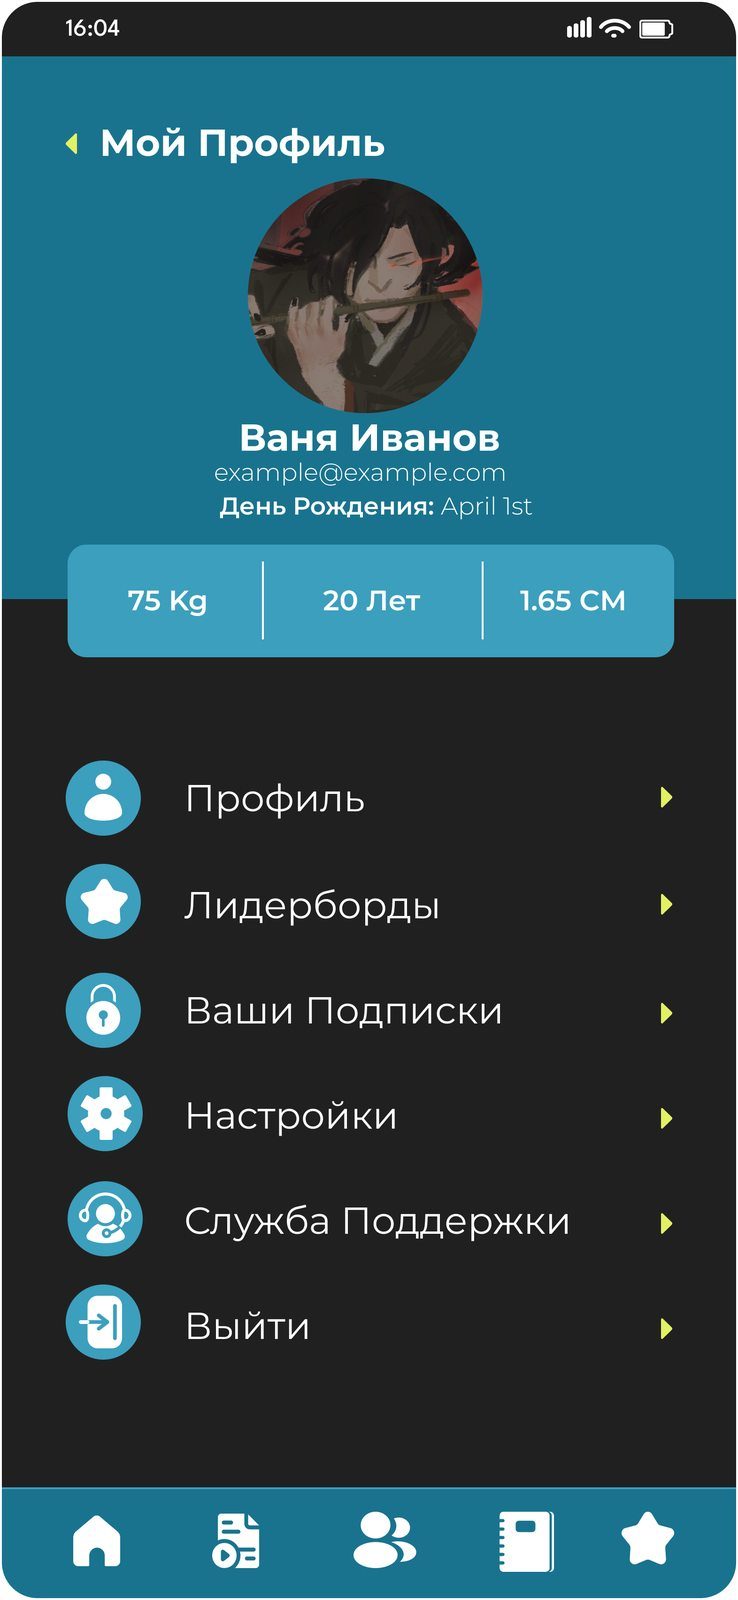 16:04
Мой Профиль
Ваня Иванов
example@example.com
День Рождения: April 1st
75 Kg
20 Лет
1.65 СМ
Профиль
Лидерборды
Ваши Подписки
Настройки
Служба Поддержки
Выйти